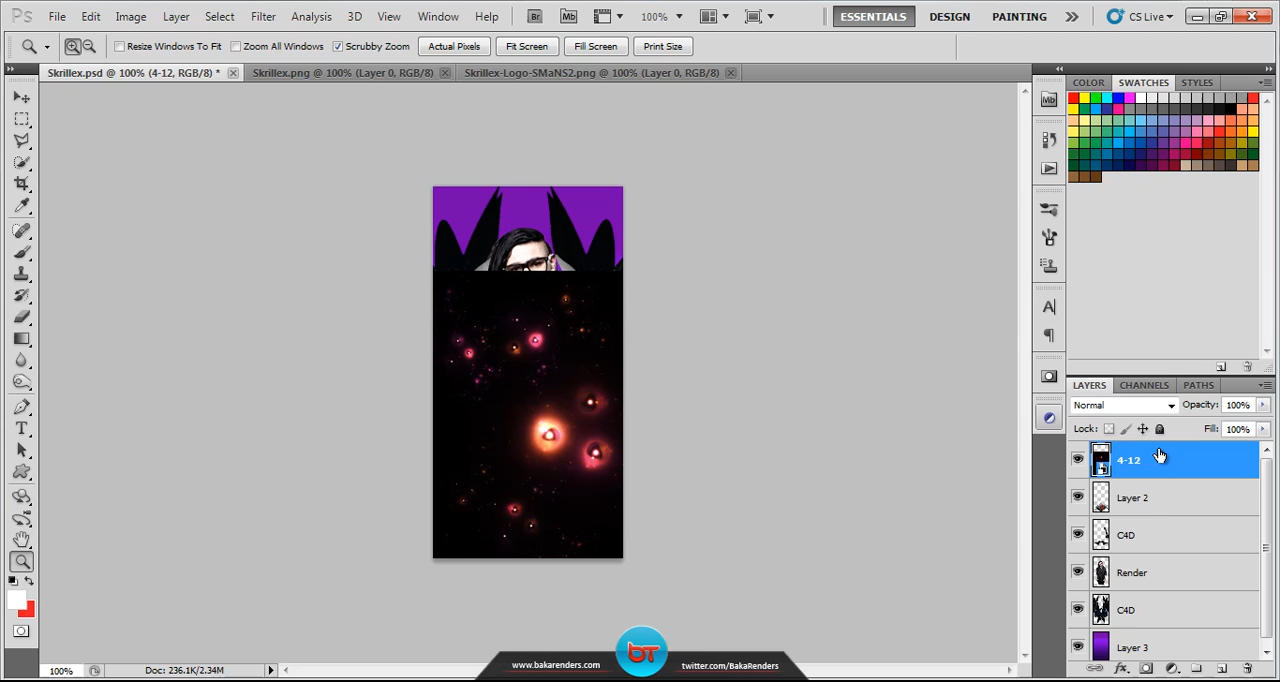 Ps File Edit Image Layer Select Filter Analysis 3D View Window Help Br Mb 100% ESSENTIALS DESIGN PAINTING CS Live
Resize Windows To Fit Zoom All Windows Scrubby Zoom Actual Pixels Fit Screen Fill Screen Print Size
Skrillex.psd @ 100% (4-12, RGB/8) * Skrillex.png @ 100% (Layer 0, RGB/8) Skrillex-Logo-SMaNS2.png @ 100% (Layer 0, RGB/8)
COLOR SWATCHES STYLES
Mb
LAYERS CHANNELS PATHS
Normal Opacity: 100%
Lock: Fill: 100%
4-12
Layer 2
C4D
Render
C4D
Layer 3
100% Doc: 236.1K/2.34M
www.bakarenders.com BT twitter.com/BakaRenders